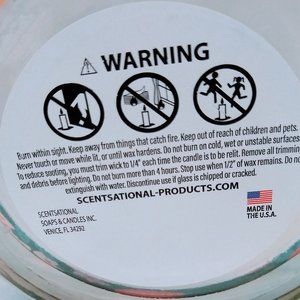 WARNING
Burn within sight. Keep away from things that catch fire. Keep out of reach of children and pets.
Never touch or move while lit, or until wax hardens. Do not burn on cold, wet or unstable surfaces.
To reduce sooting, you must trim wick to 1/4" each time the candle is to be relit. Remove all trimming
and debris before lighting. Do not burn more than 4 hours. Stop use when 1/2" of wax remains. Do not
extinguish with water. Discontinue use if glass is chipped or cracked.
SCENTSATIONAL-PRODUCTS.COM
SCENTSATIONAL
SOAPS & CANDLES INC.
VENICE, FL 34292
MADE IN
THE U.S.A.